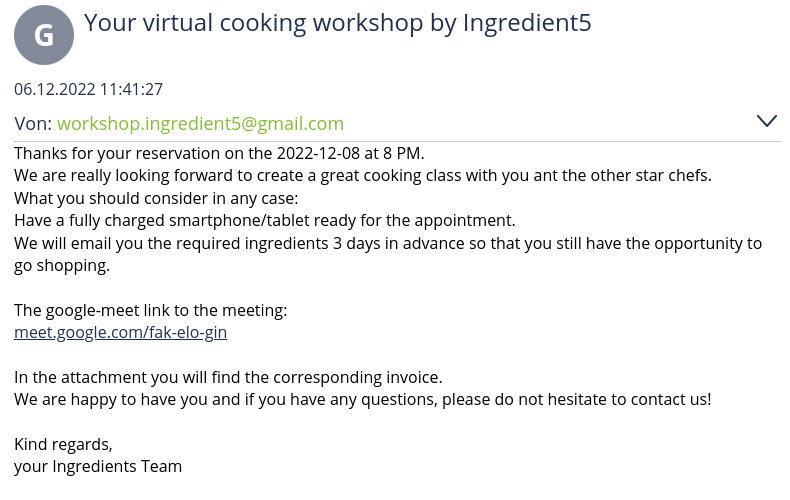 G
Your virtual cooking workshop by Ingredient5
06.12.2022 11:41:27
Von: workshop.ingredient5@gmail.com
Thanks for your reservation on the 2022-12-08 at 8 PM.
We are really looking forward to create a great cooking class with you ant the other star chefs.
What you should consider in any case:
Have a fully charged smartphone/tablet ready for the appointment.
We will email you the required ingredients 3 days in advance so that you still have the opportunity to
go shopping.
The google-meet link to the meeting:
meet.google.com/fak-elo-gin
In the attachment you will find the corresponding invoice.
We are happy to have you and if you have any questions, please do not hesitate to contact us!
Kind regards,
your Ingredients Team